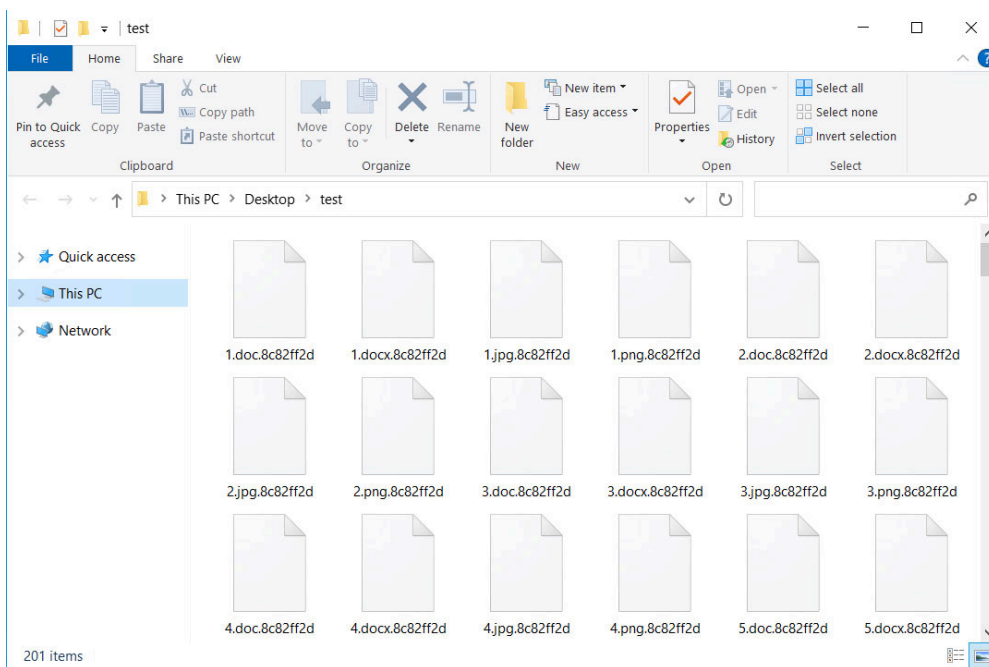 test
File Home Share View
Pin to Quick access
Copy
Paste
Cut
Copy path
Paste shortcut
Clipboard
Move to
Copy to
Delete
Rename
Organize
New folder
New item
Easy access
New
Properties
Open
Edit
History
Open
Select all
Select none
Invert selection
Select
This PC > Desktop > test
Quick access
This PC
Network
1.doc.8c82ff2d 1.docx.8c82ff2d 1.jpg.8c82ff2d 1.png.8c82ff2d 2.doc.8c82ff2d 2.docx.8c82ff2d
2.jpg.8c82ff2d 2.png.8c82ff2d 3.doc.8c82ff2d 3.docx.8c82ff2d 3.jpg.8c82ff2d 3.png.8c82ff2d
4.doc.8c82ff2d 4.docx.8c82ff2d 4.jpg.8c82ff2d 4.png.8c82ff2d 5.doc.8c82ff2d 5.docx.8c82ff2d
201 items